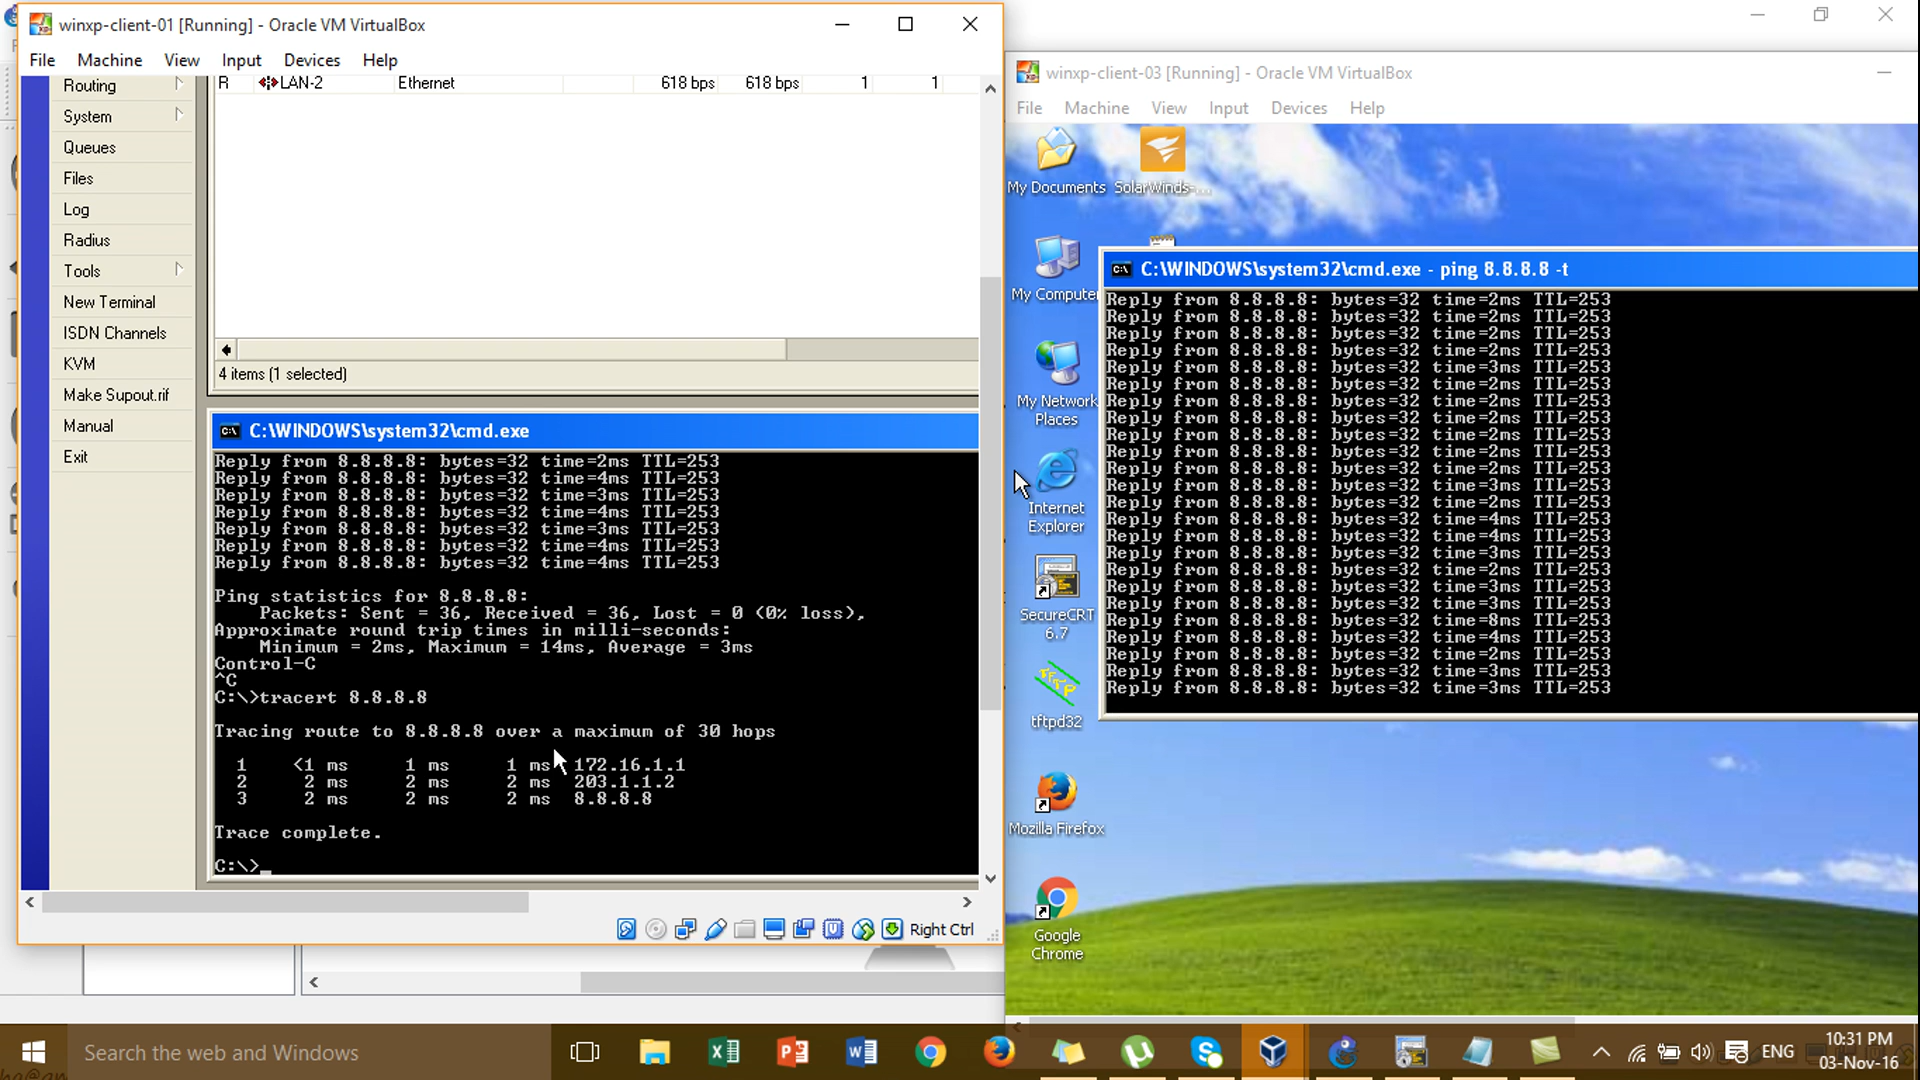 winxp-client-01 [Running] - Oracle VM VirtualBox
File Machine View Input Devices Help
Routing
System
Queues
Files
Log
Radius
Tools
New Terminal
ISDN Channels
KVM
Make Supout.rif
Manual
Exit
R LAN-2 Ethernet 618 bps 618 bps 1 1
4 items (1 selected)
C:\WINDOWS\system32\cmd.exe
Reply from 8.8.8.8: bytes=32 time=2ms TTL=253
Reply from 8.8.8.8: bytes=32 time=4ms TTL=253
Reply from 8.8.8.8: bytes=32 time=3ms TTL=253
Reply from 8.8.8.8: bytes=32 time=4ms TTL=253
Reply from 8.8.8.8: bytes=32 time=3ms TTL=253
Reply from 8.8.8.8: bytes=32 time=4ms TTL=253
Reply from 8.8.8.8: bytes=32 time=4ms TTL=253
Ping statistics for 8.8.8.8:
Packets: Sent = 36, Received = 36, Lost = 0 (0% loss),
Approximate round trip times in milli-seconds:
Minimum = 2ms, Maximum = 14ms, Average = 3ms
Control-C
^C
C:\>tracert 8.8.8.8
Tracing route to 8.8.8.8 over a maximum of 30 hops
1 <1 ms 1 ms 1 ms 172.16.1.1
2 2 ms 2 ms 2 ms 203.1.1.2
3 2 ms 2 ms 2 ms 8.8.8.8
Trace complete.
C:\>_
Right Ctrl
winxp-client-03 [Running] - Oracle VM VirtualBox
File Machine View Input Devices Help
My Documents
SolarWinds-...
My Computer
My Network
Places
Internet
Explorer
SecureCRT
6.7
TFTP
tftpd32
Mozilla Firefox
Google
Chrome
C:\WINDOWS\system32\cmd.exe - ping 8.8.8.8 -t
Reply from 8.8.8.8: bytes=32 time=2ms TTL=253
Reply from 8.8.8.8: bytes=32 time=2ms TTL=253
Reply from 8.8.8.8: bytes=32 time=2ms TTL=253
Reply from 8.8.8.8: bytes=32 time=2ms TTL=253
Reply from 8.8.8.8: bytes=32 time=3ms TTL=253
Reply from 8.8.8.8: bytes=32 time=2ms TTL=253
Reply from 8.8.8.8: bytes=32 time=2ms TTL=253
Reply from 8.8.8.8: bytes=32 time=2ms TTL=253
Reply from 8.8.8.8: bytes=32 time=2ms TTL=253
Reply from 8.8.8.8: bytes=32 time=2ms TTL=253
Reply from 8.8.8.8: bytes=32 time=2ms TTL=253
Reply from 8.8.8.8: bytes=32 time=3ms TTL=253
Reply from 8.8.8.8: bytes=32 time=2ms TTL=253
Reply from 8.8.8.8: bytes=32 time=4ms TTL=253
Reply from 8.8.8.8: bytes=32 time=4ms TTL=253
Reply from 8.8.8.8: bytes=32 time=3ms TTL=253
Reply from 8.8.8.8: bytes=32 time=2ms TTL=253
Reply from 8.8.8.8: bytes=32 time=3ms TTL=253
Reply from 8.8.8.8: bytes=32 time=3ms TTL=253
Reply from 8.8.8.8: bytes=32 time=8ms TTL=253
Reply from 8.8.8.8: bytes=32 time=4ms TTL=253
Reply from 8.8.8.8: bytes=32 time=2ms TTL=253
Reply from 8.8.8.8: bytes=32 time=3ms TTL=253
Reply from 8.8.8.8: bytes=32 time=3ms TTL=253
Search the web and Windows
ENG
10:31 PM
03-Nov-16